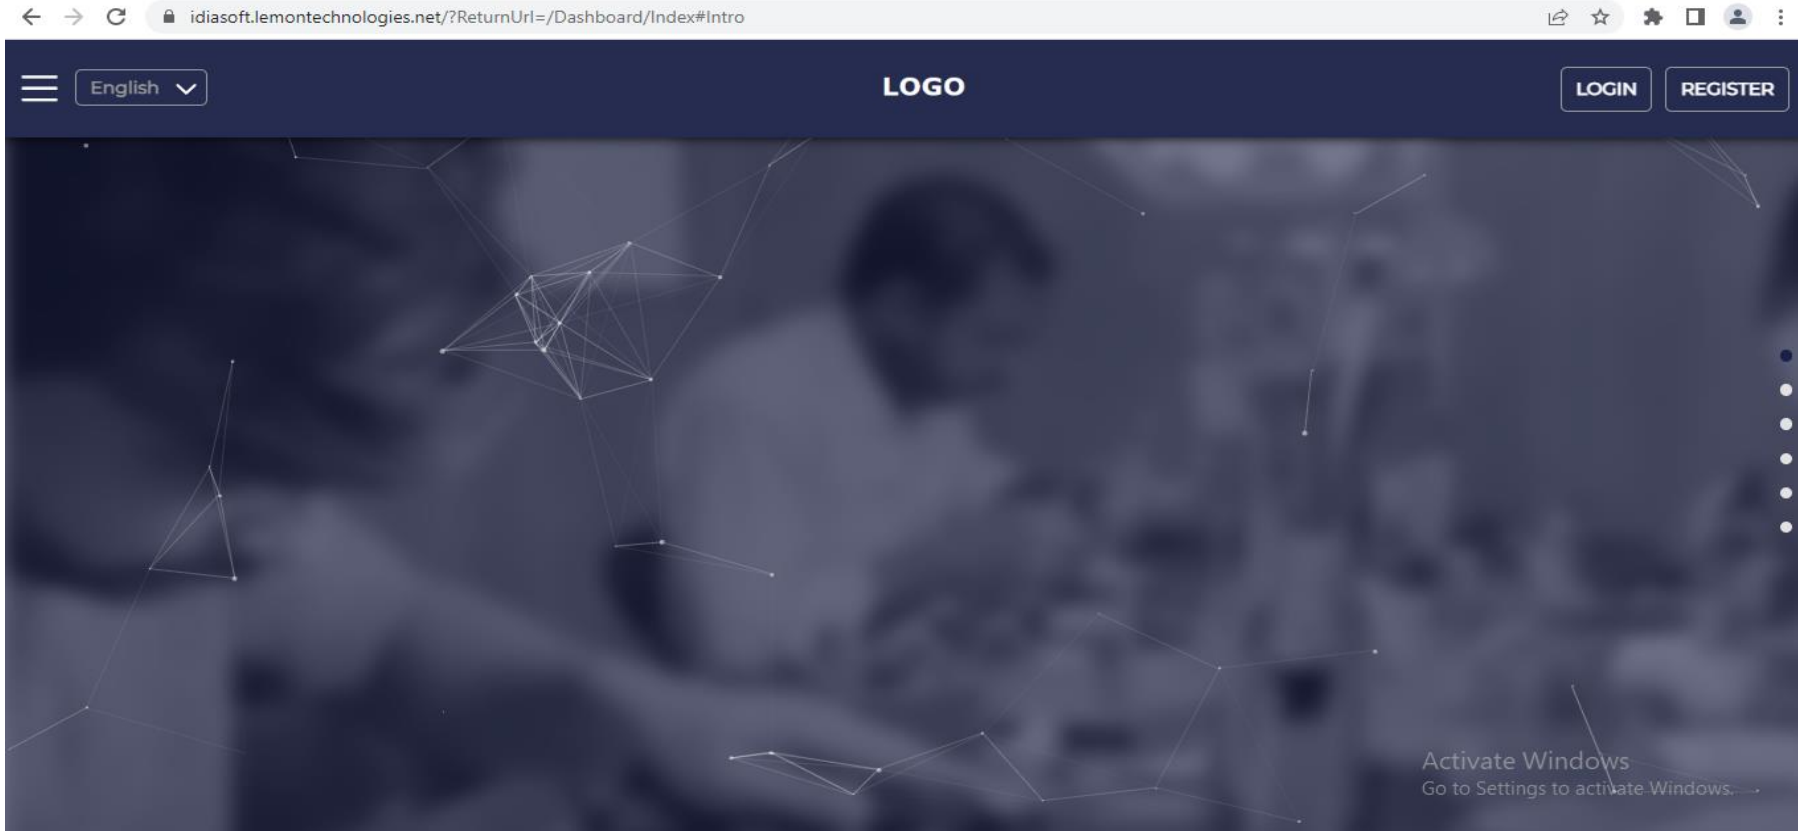 idiasoft.lemontechnologies.net/?ReturnUrl=/Dashboard/Index#Intro
English
LOGO
LOGIN
REGISTER
Activate Windows
Go to Settings to activate Windows.